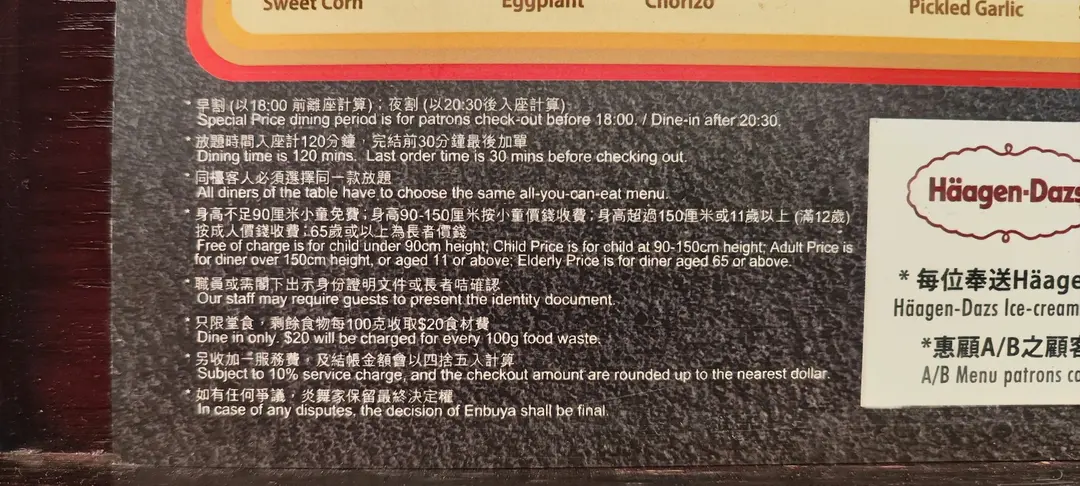 Sweet Corn
Eggplant
Chorizo
Pickled Garlic
* 早割 (以18:00 前離座計算)；夜割 (以20:30後入座計算)
Special Price dining period is for patrons check-out before 18:00. / Dine-in after 20:30.
* 放題時間入座計120分鐘，完結前30分鐘最後加單
Dining time is 120 mins. Last order time is 30 mins before checking out.
* 同檯客人必須選擇同一款放題
All diners of the table have to choose the same all-you-can-eat menu.
* 身高不足90厘米小童免費；身高90-150厘米按小童價錢收費；身高超過150厘米或11歲以上 (滿12歲)
按成人價錢收費；65歲或以上為長者價錢
Free of charge is for child under 90cm height; Child Price is for child at 90-150cm height; Adult Price is
for diner over 150cm height, or aged 11 or above; Elderly Price is for diner aged 65 or above.
* 職員或需閣下出示身份證明文件或長者咭確認
Our staff may require guests to present the identity document.
* 只限堂食，剩餘食物每100克收取$20食材費
Dine in only. $20 will be charged for every 100g food waste.
* 另收加一服務費，及結帳金額會以四捨五入計算
Subject to 10% service charge, and the checkout amount are rounded up to the nearest dollar.
* 如有任何爭議，炎舞家保留最終決定權
In case of any disputes, the decision of Enbuya shall be final.
Häagen-Dazs
* 每位奉送Häage
Häagen-Dazs Ice-cream
*惠顧A/B之顧客
A/B Menu patrons ca